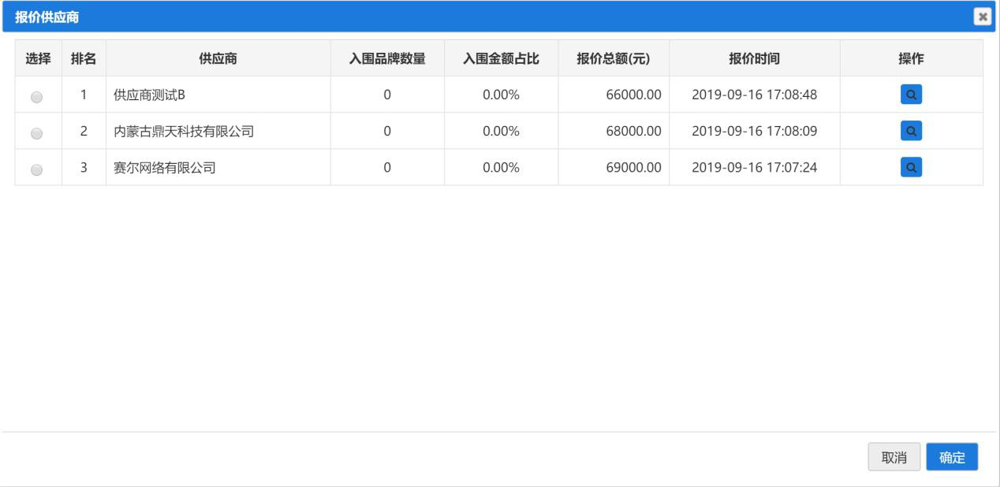 报价供应商
选择 排名 供应商 入围品牌数量 入围金额占比 报价总额(元) 报价时间 操作
1 供应商测试B 0 0.00% 66000.00 2019-09-16 17:08:48
2 内蒙古鼎天科技有限公司 0 0.00% 68000.00 2019-09-16 17:08:09
3 赛尔网络有限公司 0 0.00% 69000.00 2019-09-16 17:07:24
取消 确定